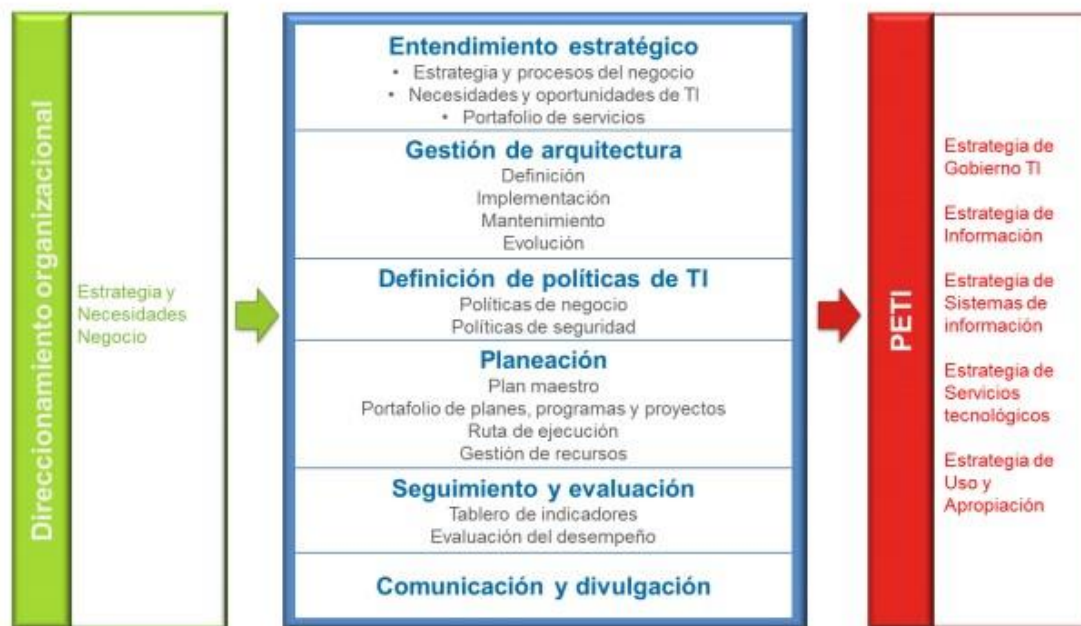 Direccionamiento organizacional
Estrategia y
Necesidades
Negocio
Entendimiento estratégico
• Estrategia y procesos del negocio
• Necesidades y oportunidades de TI
• Portafolio de servicios
Gestión de arquitectura
Definición
Implementación
Mantenimiento
Evolución
Definición de políticas de TI
Políticas de negocio
Políticas de seguridad
Planeación
Plan maestro
Portafolio de planes, programas y proyectos
Ruta de ejecución
Gestión de recursos
Seguimiento y evaluación
Tablero de indicadores
Evaluación del desempeño
Comunicación y divulgación
PETI
Estrategia de
Gobierno TI
Estrategia de
Información
Estrategia de
Sistemas de
información
Estrategia de
Servicios
tecnológicos
Estrategia de
Uso y
Apropiación